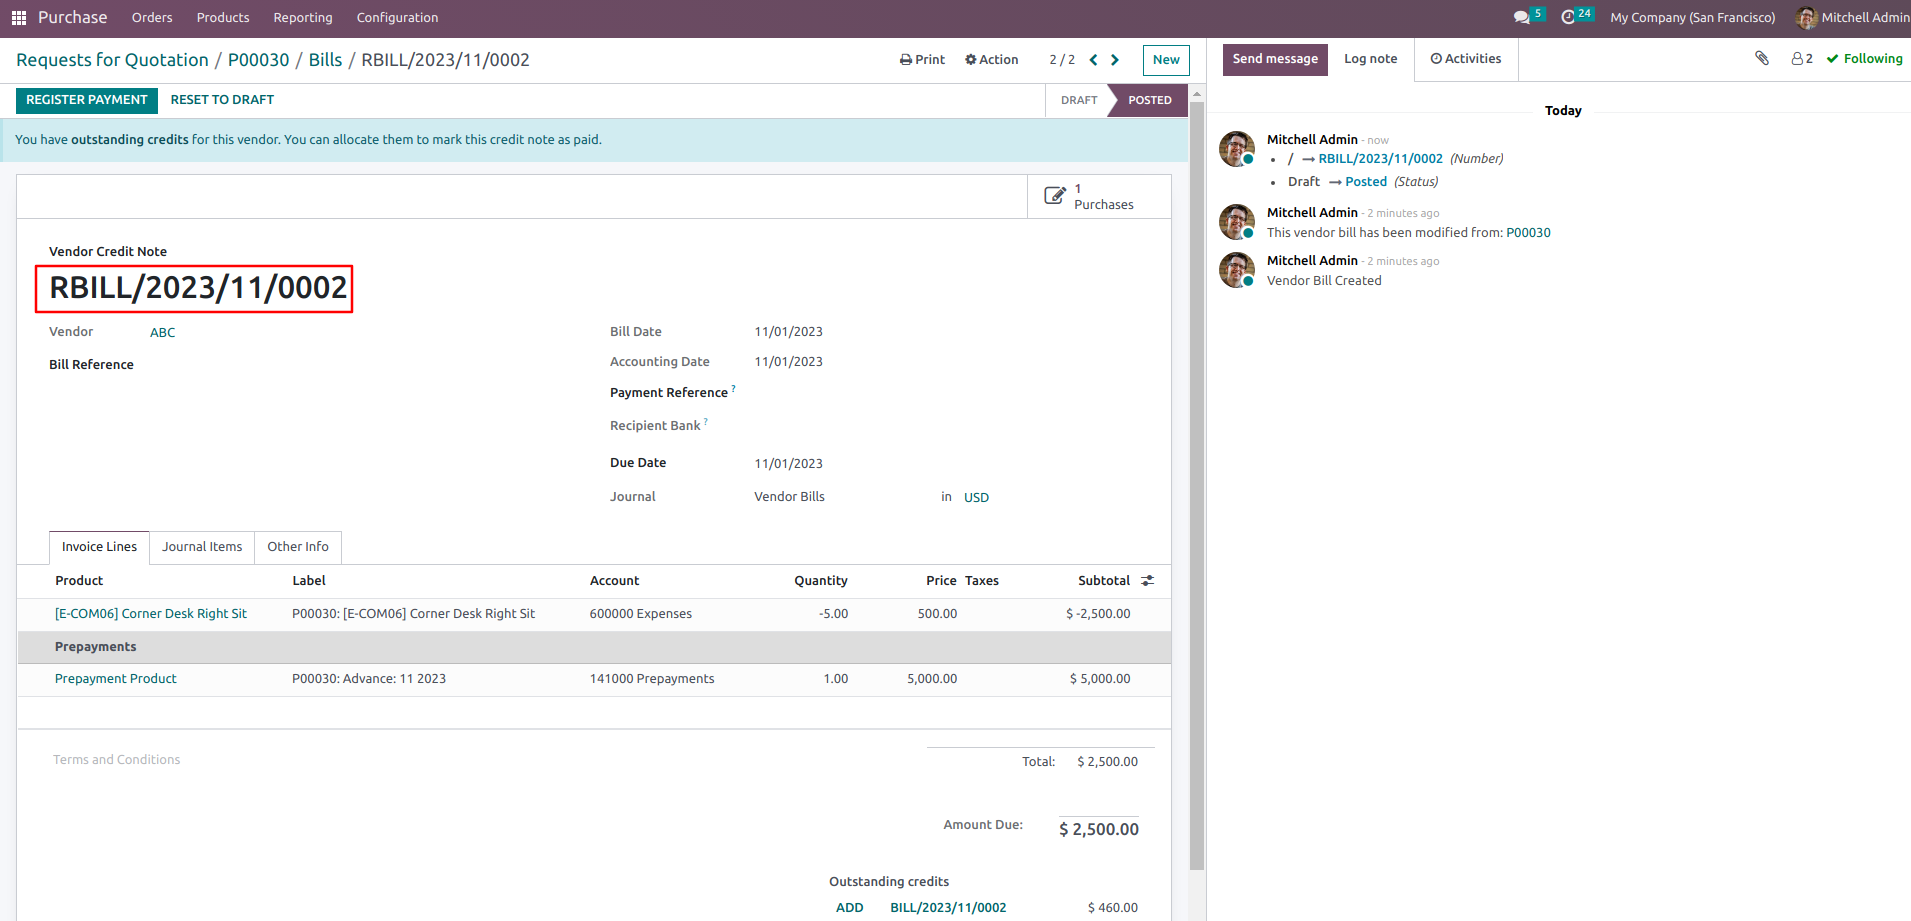 Purchase Orders Products Reporting Configuration 5 24 My Company (San Francisco) Mitchell Admin
Requests for Quotation / P00030 / Bills / RBILL/2023/11/0002 Print Action 2 / 2 New
REGISTER PAYMENT RESET TO DRAFT DRAFT POSTED
You have outstanding credits for this vendor. You can allocate them to mark this credit note as paid.
1
Purchases
Vendor Credit Note
RBILL/2023/11/0002
Vendor ABC
Bill Reference
Bill Date 11/01/2023
Accounting Date 11/01/2023
Payment Reference ?
Recipient Bank ?
Due Date 11/01/2023
Journal Vendor Bills in USD
Invoice Lines Journal Items Other Info
Product Label Account Quantity Price Taxes Subtotal
[E-COM06] Corner Desk Right Sit P00030: [E-COM06] Corner Desk Right Sit 600000 Expenses -5.00 500.00 $ -2,500.00
Prepayments
Prepayment Product P00030: Advance: 11 2023 141000 Prepayments 1.00 5,000.00 $ 5,000.00
Terms and Conditions
Total: $ 2,500.00
Amount Due: $ 2,500.00
Outstanding credits
ADD BILL/2023/11/0002 $ 460.00
Send message Log note Activities 2 Following
Today
Mitchell Admin - now
• / → RBILL/2023/11/0002 (Number)
• Draft → Posted (Status)
Mitchell Admin - 2 minutes ago
This vendor bill has been modified from: P00030
Mitchell Admin - 2 minutes ago
Vendor Bill Created